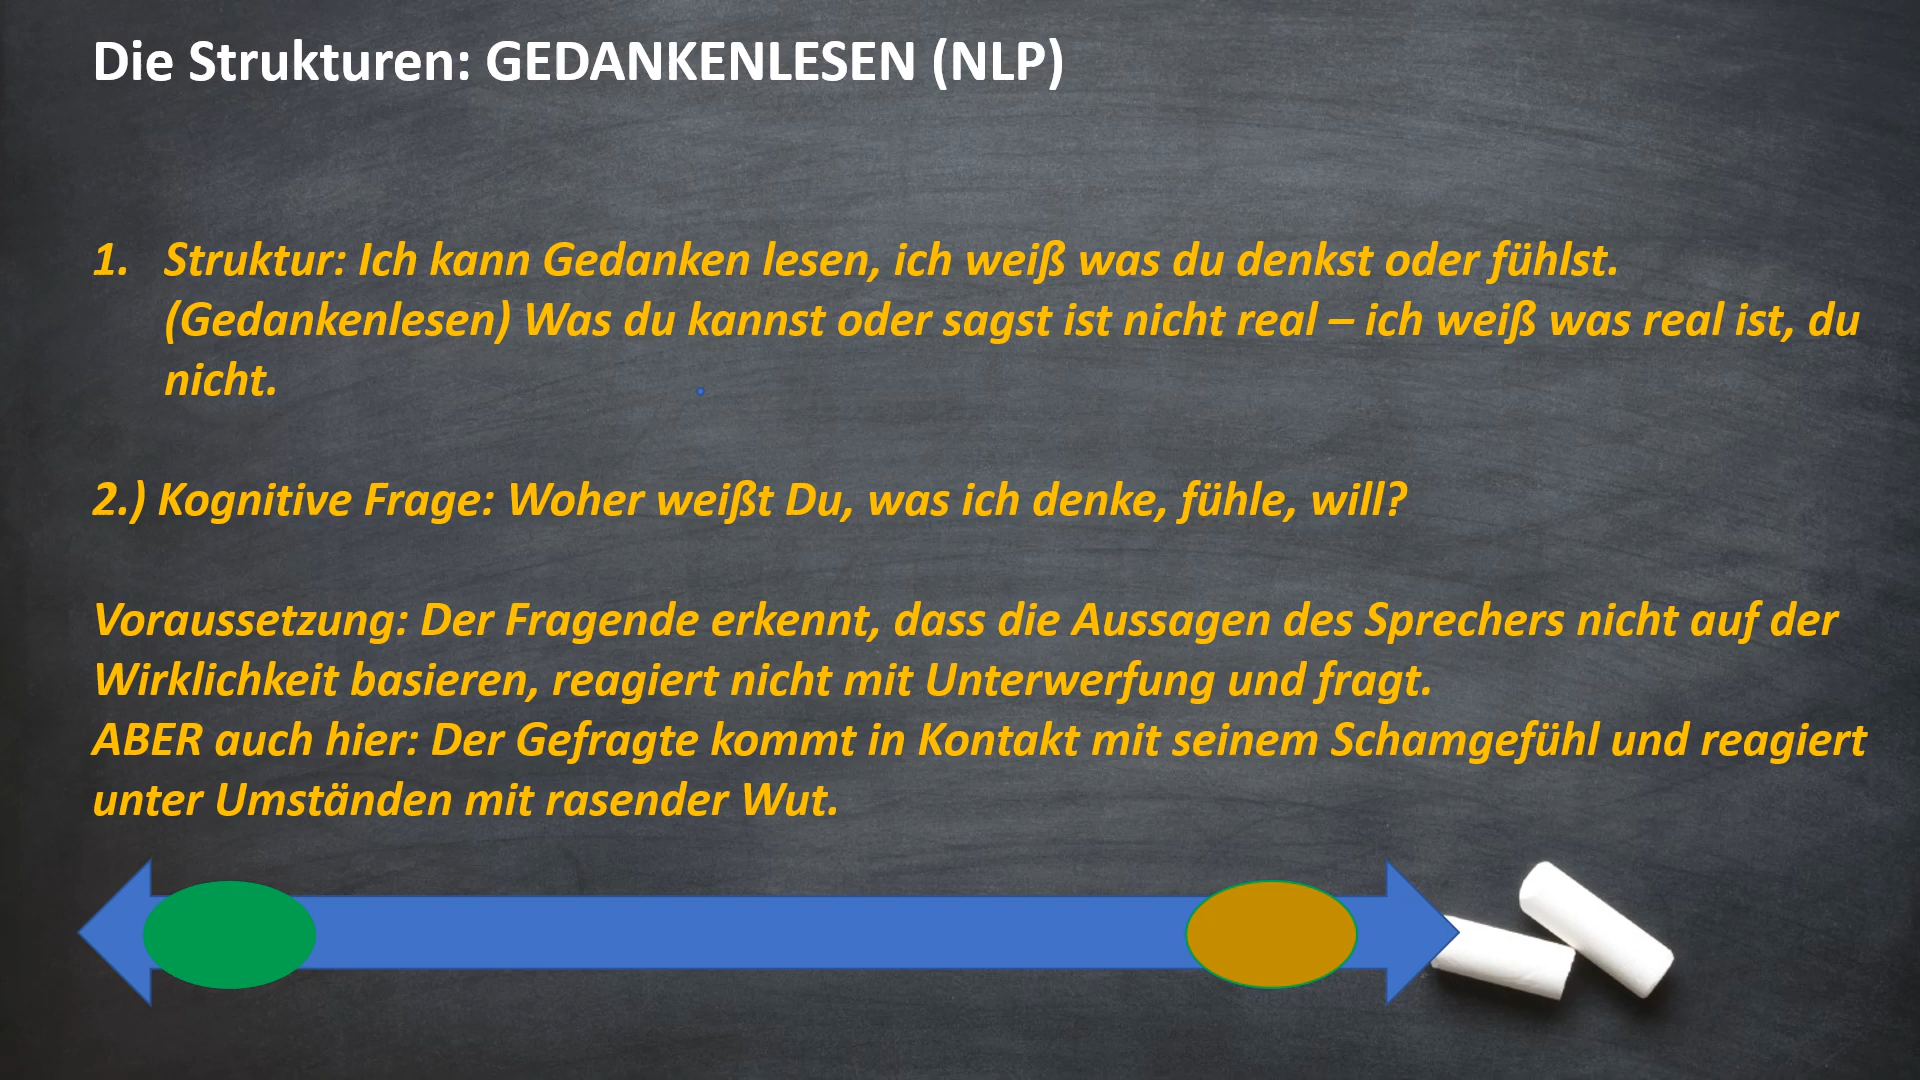 Die Strukturen: GEDANKENLESEN (NLP)
1. Struktur: Ich kann Gedanken lesen, ich weiß was du denkst oder fühlst.
(Gedankenlesen) Was du kannst oder sagst ist nicht real – ich weiß was real ist, du
nicht.
2.) Kognitive Frage: Woher weißt Du, was ich denke, fühle, will?
Voraussetzung: Der Fragende erkennt, dass die Aussagen des Sprechers nicht auf der
Wirklichkeit basieren, reagiert nicht mit Unterwerfung und fragt.
ABER auch hier: Der Gefragte kommt in Kontakt mit seinem Schamgefühl und reagiert
unter Umständen mit rasender Wut.